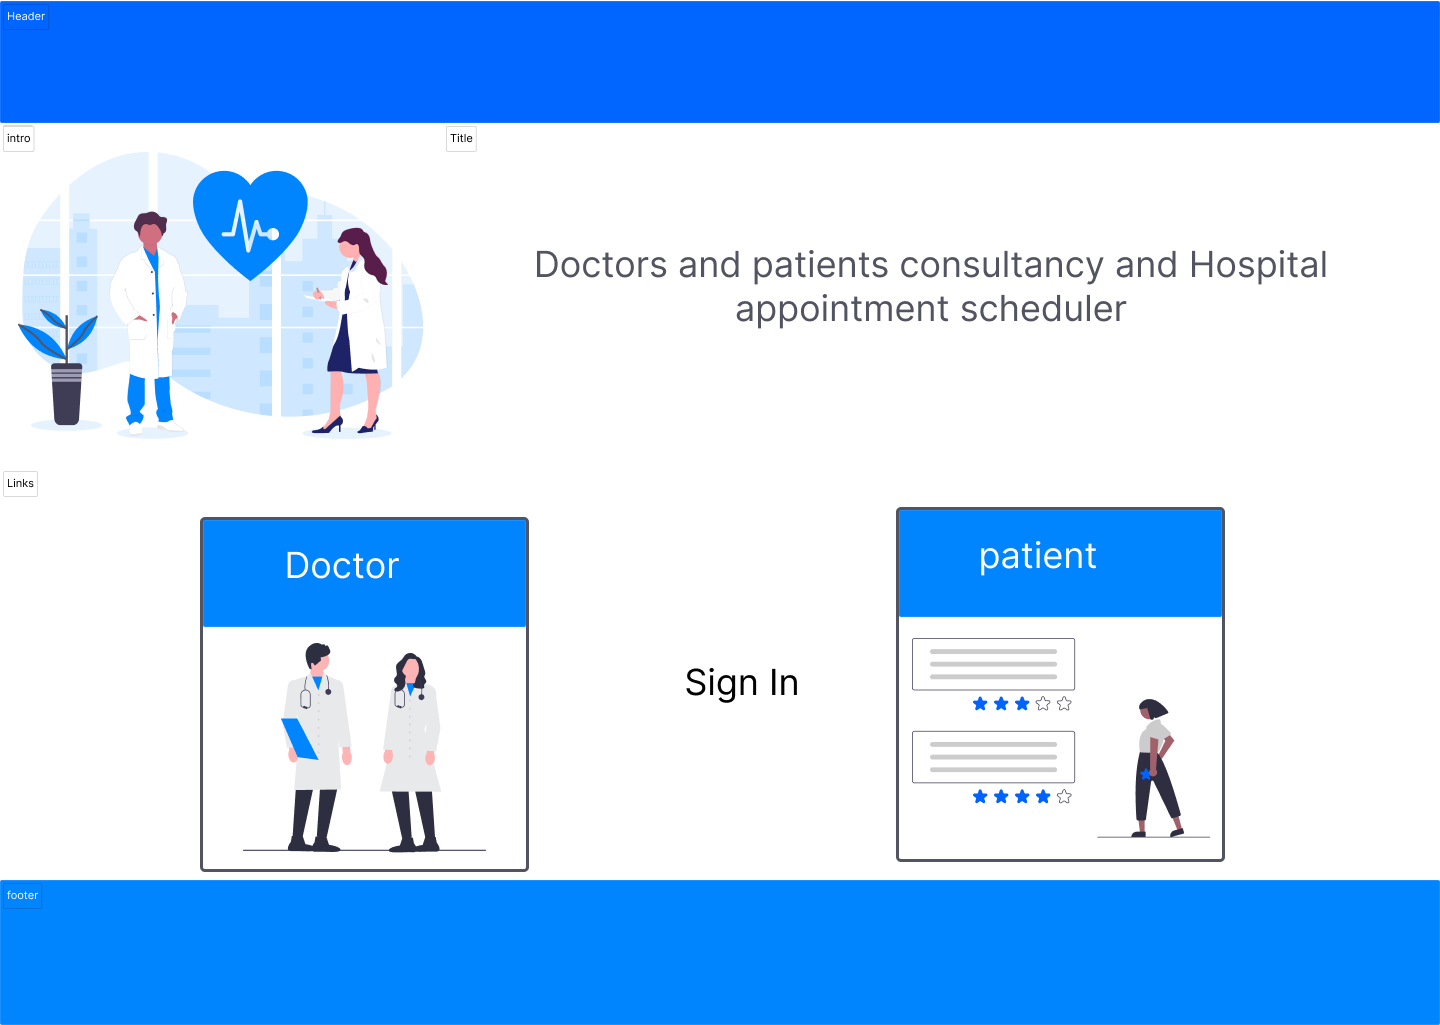 Header
intro
Title
Doctors and patients consultancy and Hospital
appointment scheduler
Links
Doctor
patient
Sign In
footer